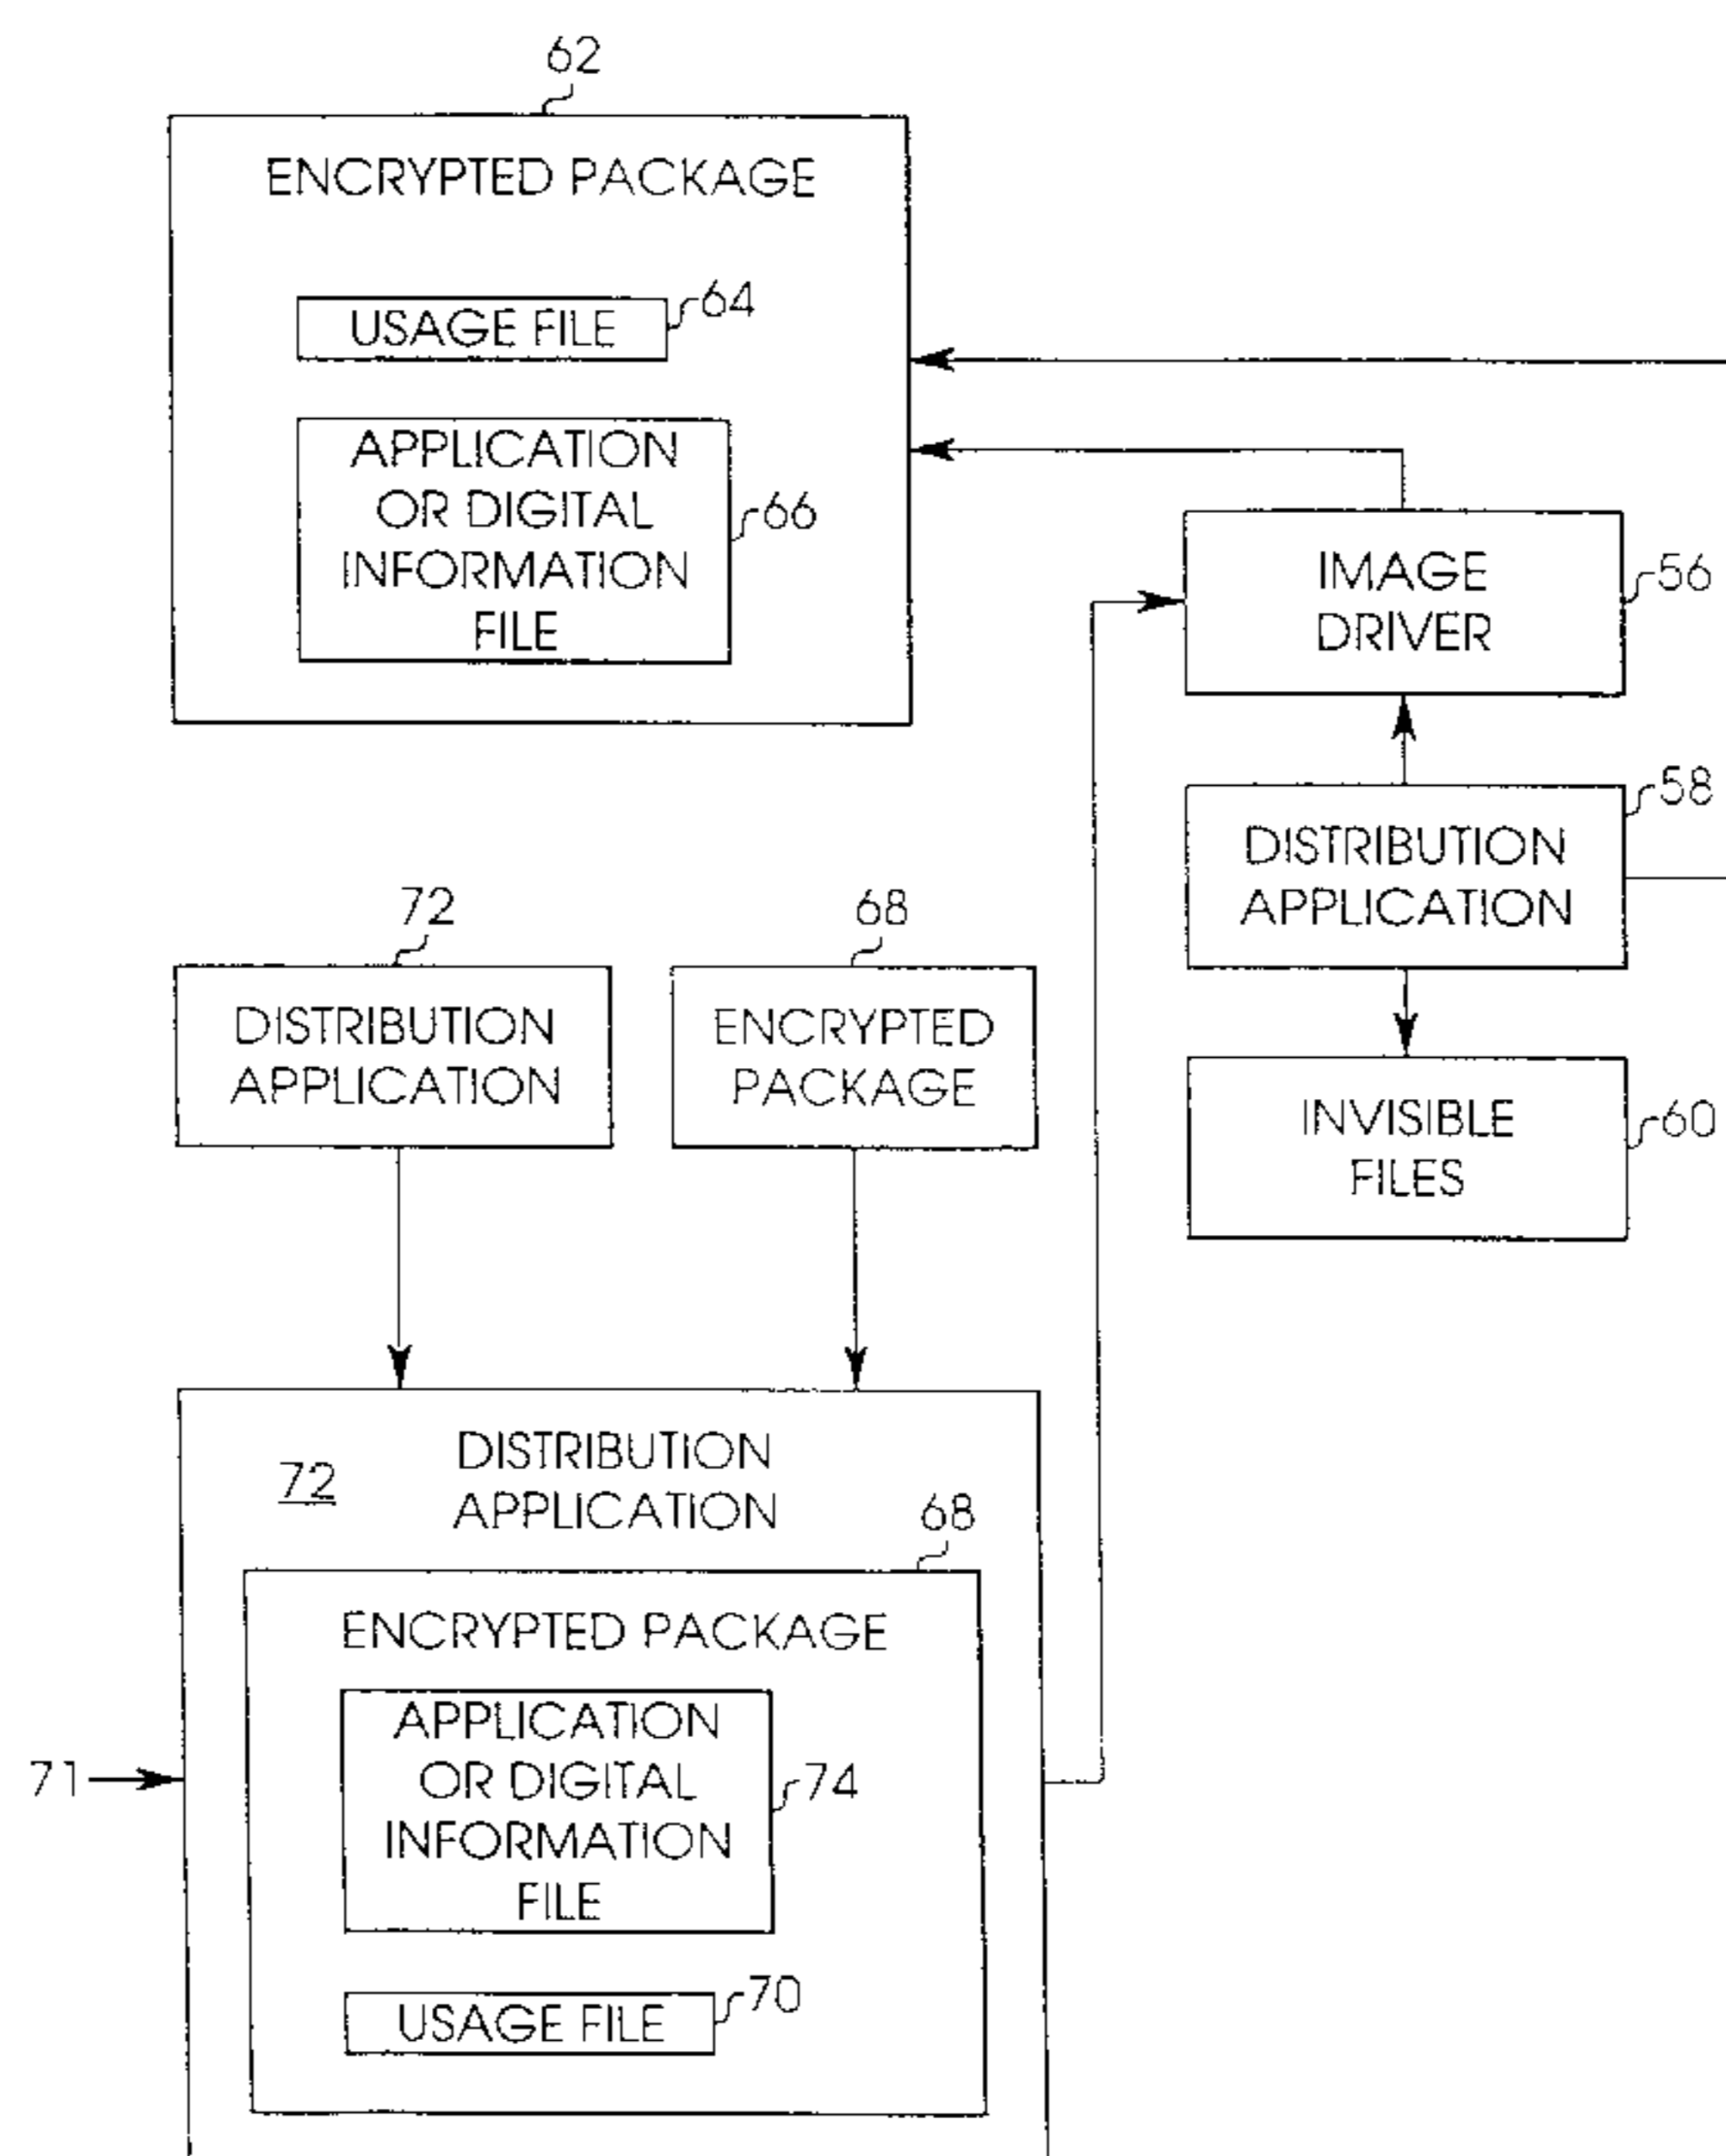 62
ENCRYPTED PACKAGE
USAGE FILE
64
APPLICATION
OR DIGITAL
INFORMATION
FILE
66
IMAGE
DRIVER
56
DISTRIBUTION
APPLICATION
58
INVISIBLE
FILES
60
72
DISTRIBUTION
APPLICATION
68
ENCRYPTED
PACKAGE
72
DISTRIBUTION
APPLICATION
68
ENCRYPTED PACKAGE
APPLICATION
OR DIGITAL
INFORMATION
FILE
74
71
USAGE FILE
70